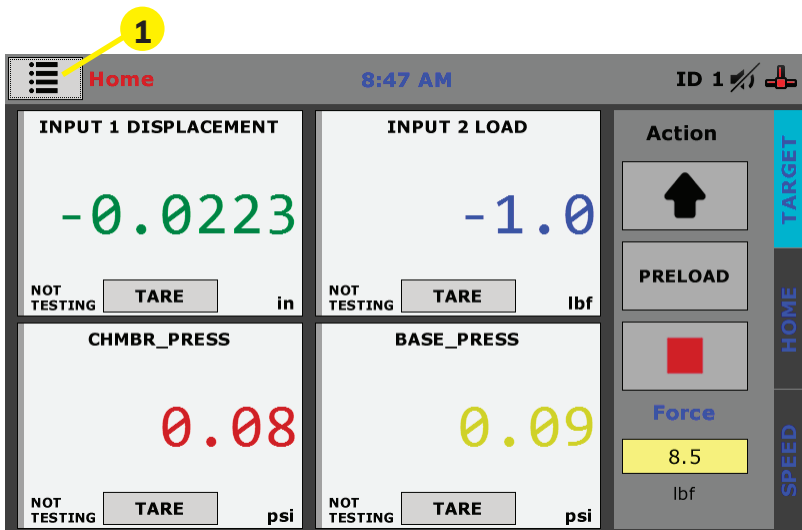 1
Home
8:47 AM
ID 1
INPUT 1 DISPLACEMENT
-0.0223
NOT
TESTING
TARE
in
INPUT 2 LOAD
-1.0
NOT
TESTING
TARE
lbf
CHMBR_PRESS
0.08
NOT
TESTING
TARE
psi
BASE_PRESS
0.09
NOT
TESTING
TARE
psi
Action
PRELOAD
Force
8.5
lbf
TARGET
HOME
SPEED